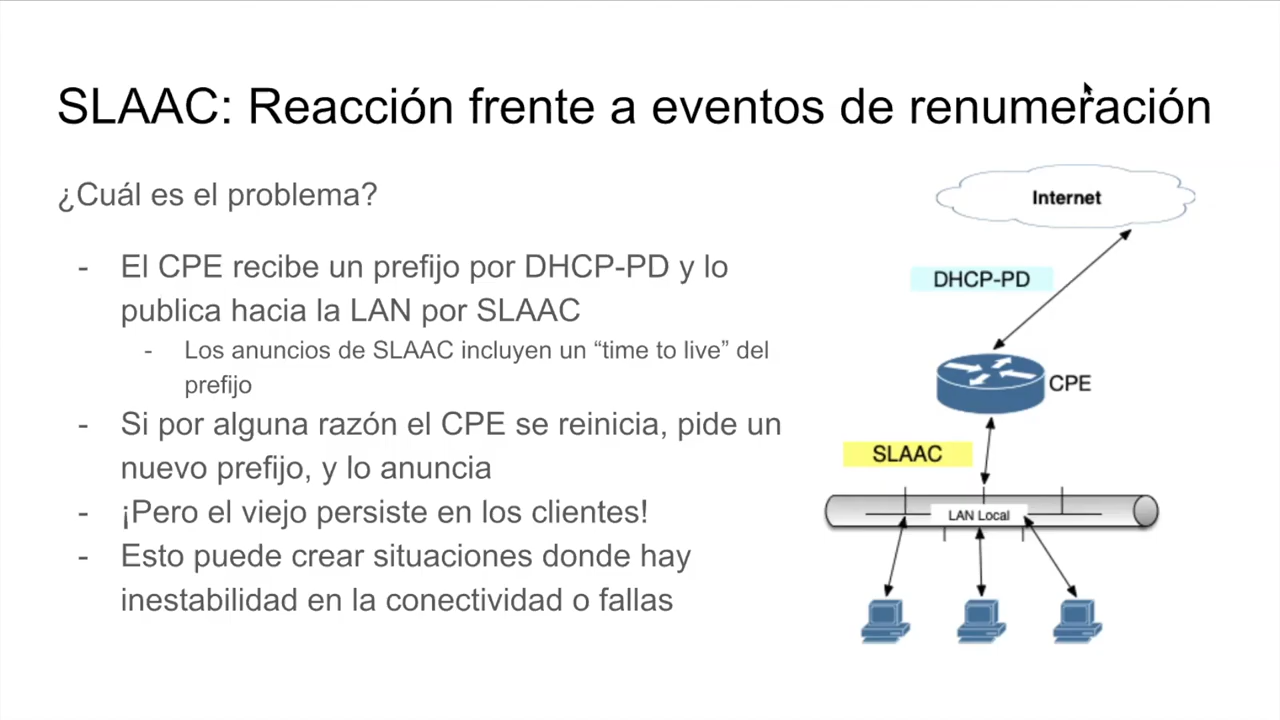 SLAAC: Reacción frente a eventos de renumeración
¿Cuál es el problema?
- El CPE recibe un prefijo por DHCP-PD y lo
publica hacia la LAN por SLAAC
- Los anuncios de SLAAC incluyen un “time to live” del
prefijo
- Si por alguna razón el CPE se reinicia, pide un
nuevo prefijo, y lo anuncia
- ¡Pero el viejo persiste en los clientes!
- Esto puede crear situaciones donde hay
inestabilidad en la conectividad o fallas
Internet
DHCP-PD
CPE
SLAAC
LAN Local